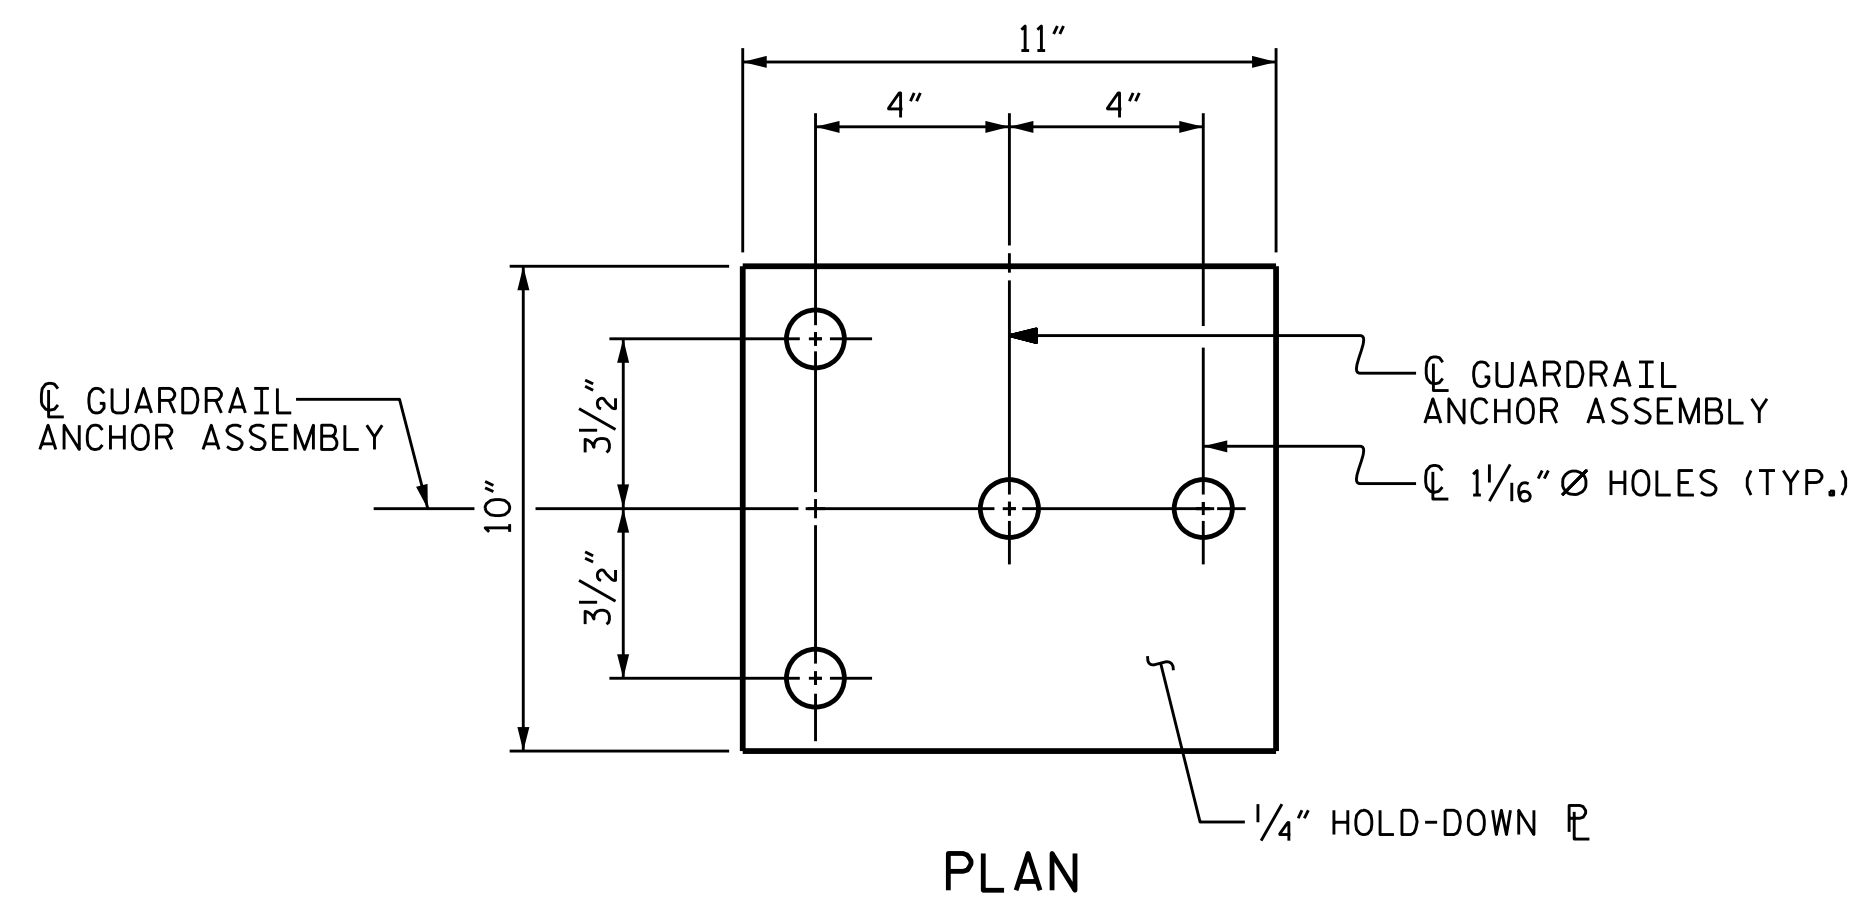 11"
4" 4"
℄ GUARDRAIL
ANCHOR ASSEMBLY
℄ GUARDRAIL
ANCHOR ASSEMBLY
3 1/2"
10"
℄ 1 1/16" Ø HOLES (TYP.)
3 1/2"
1/4" HOLD-DOWN ⅊
PLAN